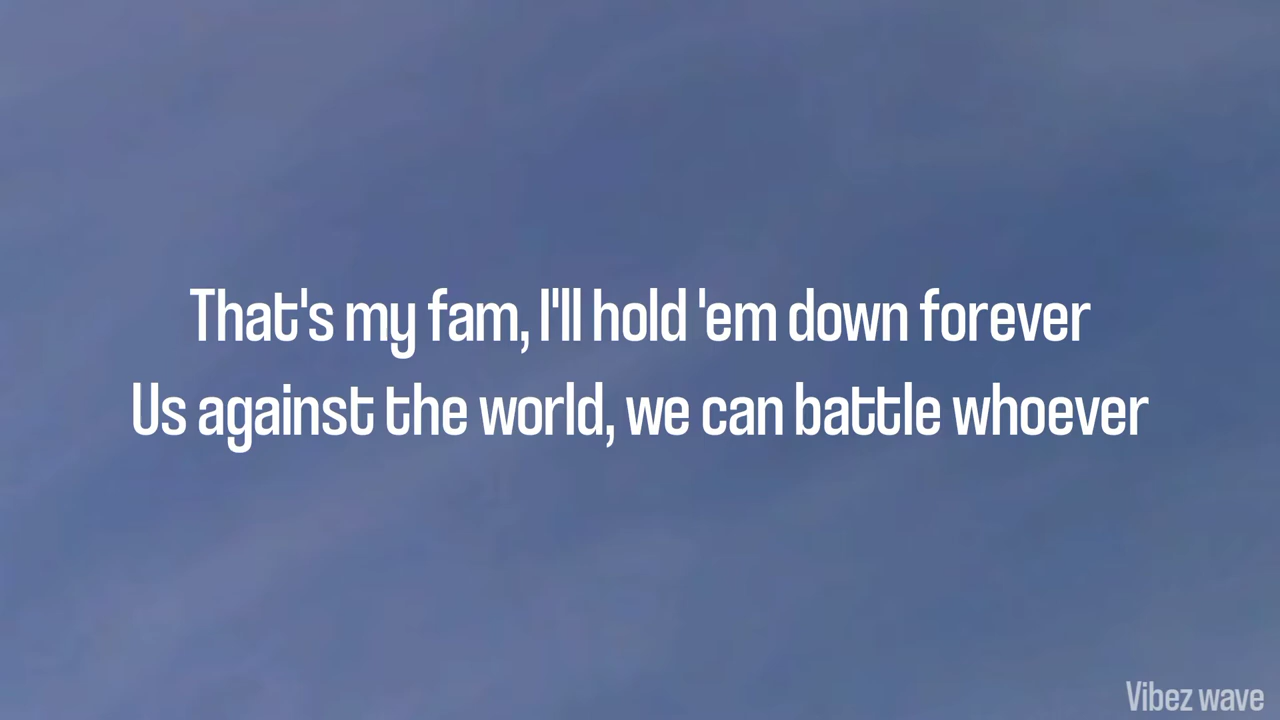 That's my fam, I'll hold 'em down forever
Us against the world, we can battle whoever
Vibez wave